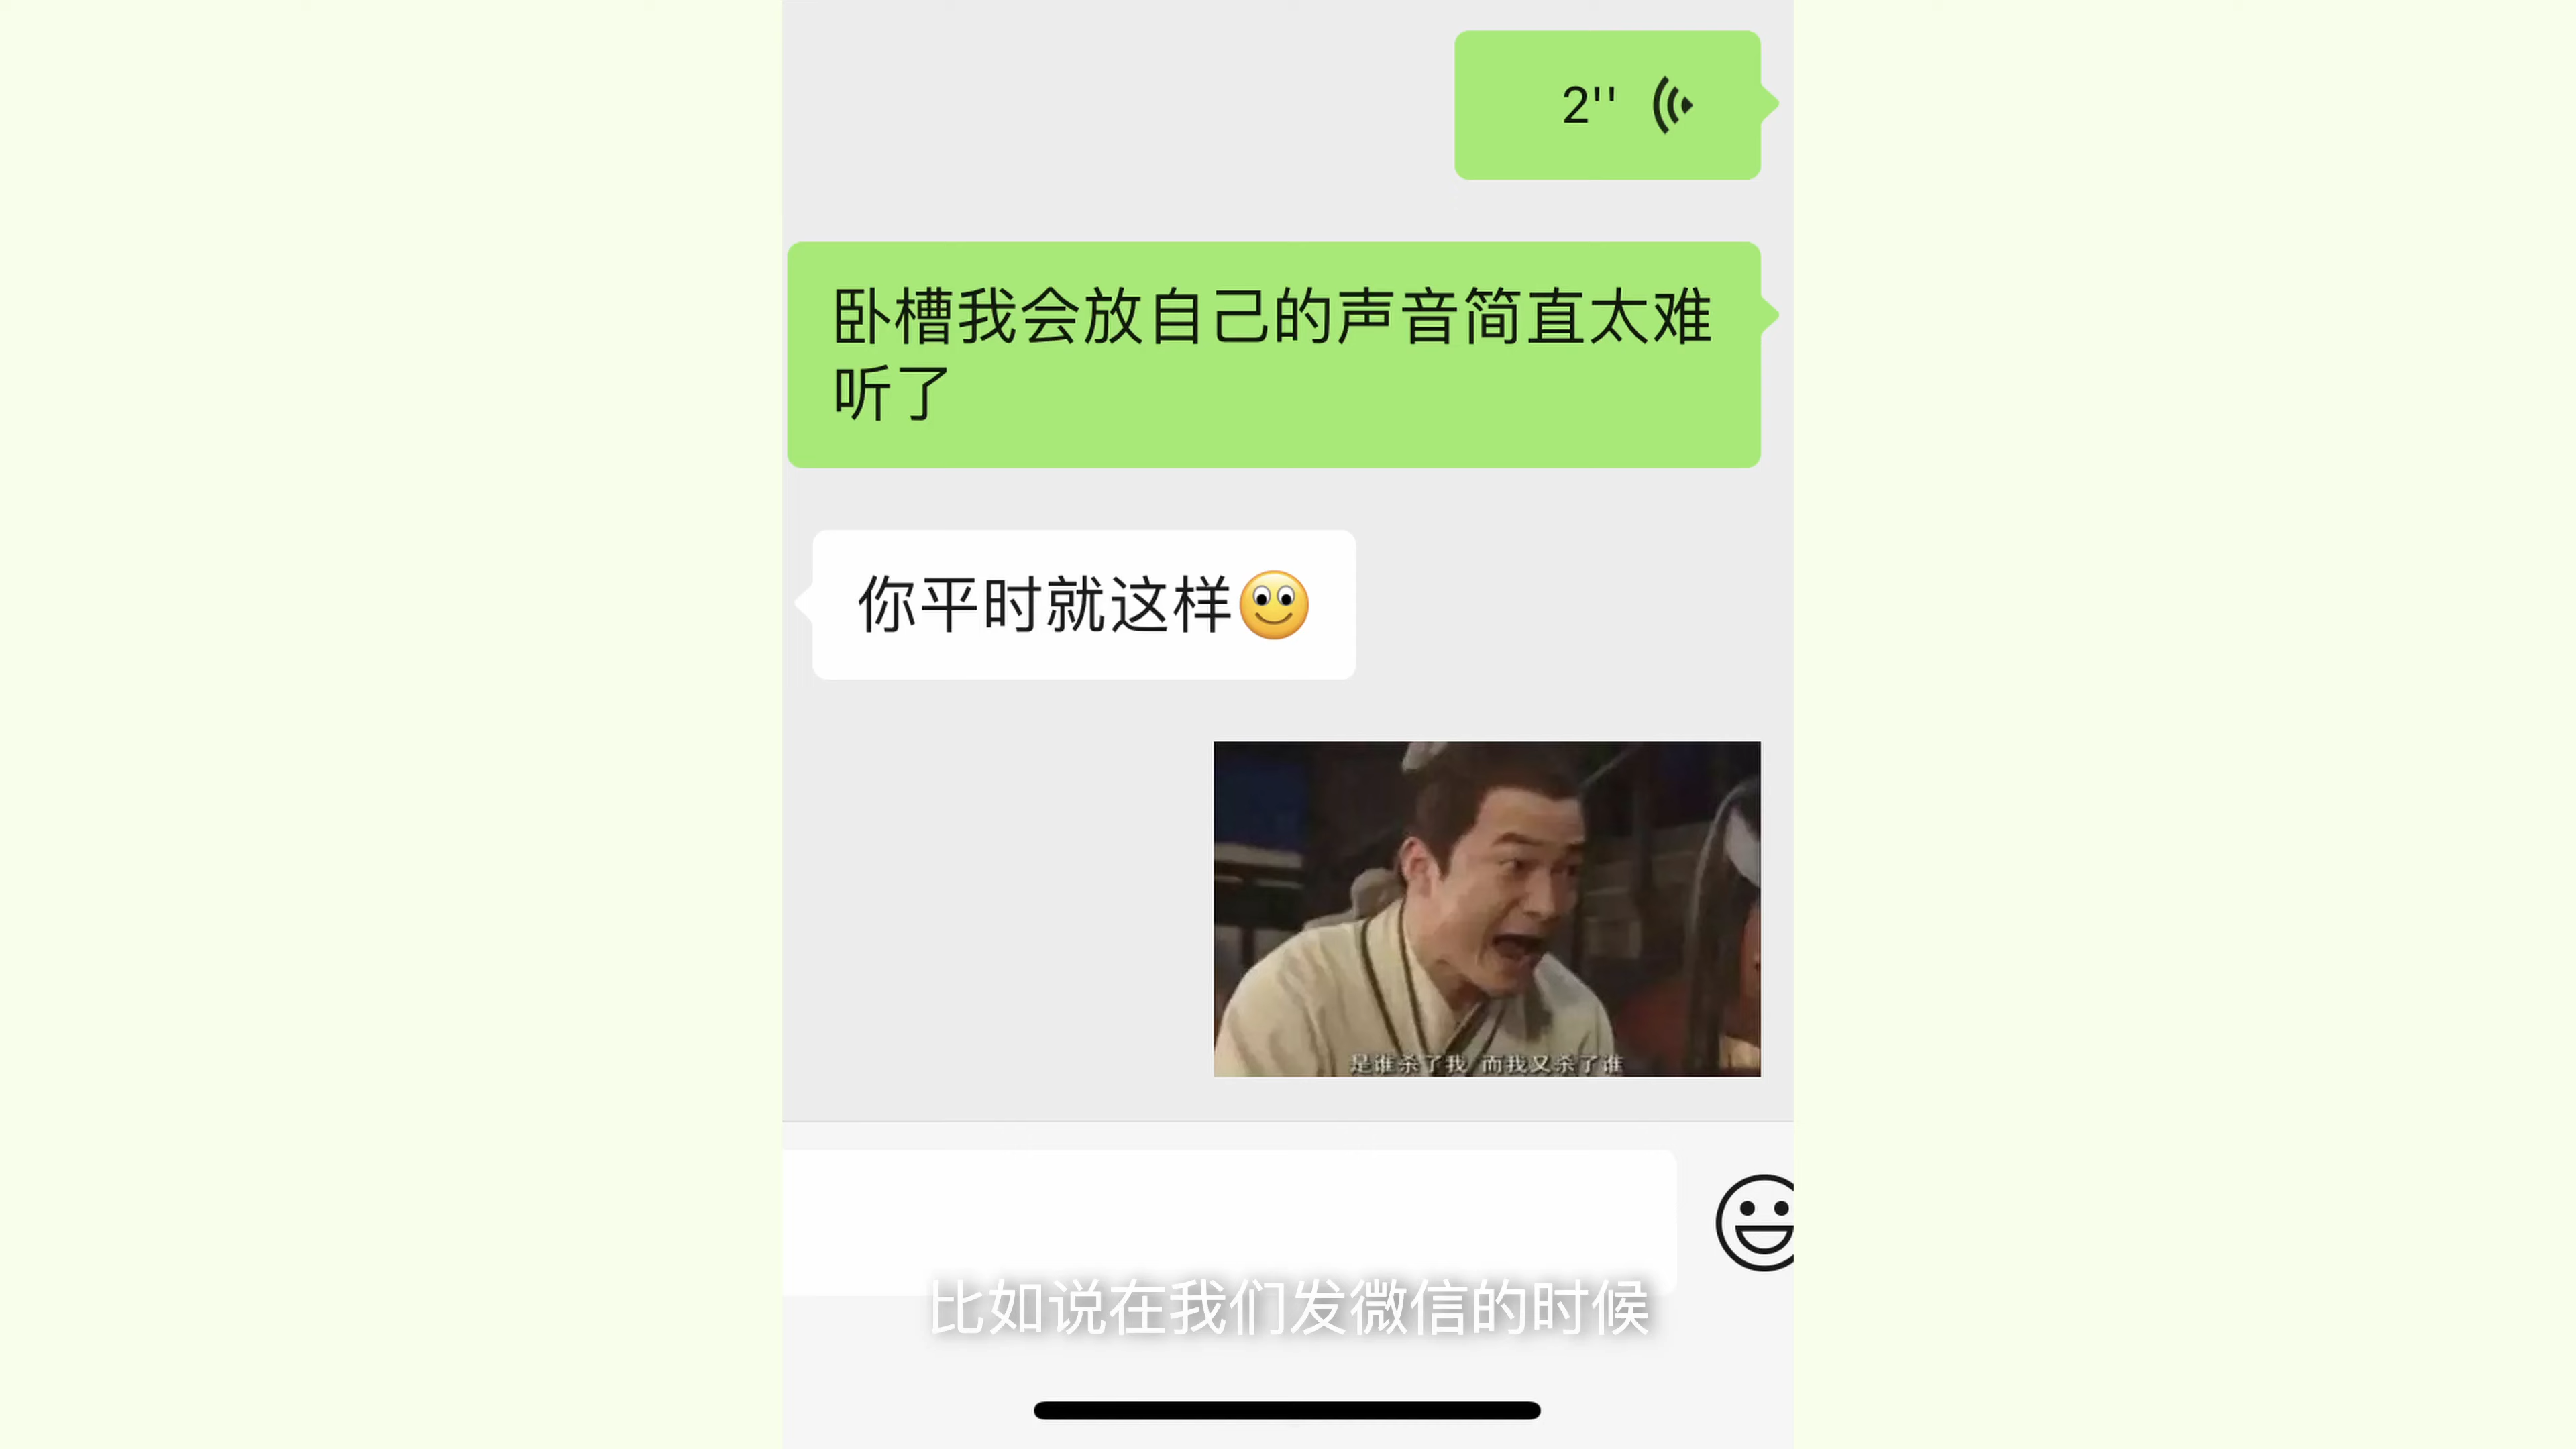 2''
卧槽我会放自己的声音简直太难
听了
你平时就这样
是谁杀了我 而我又杀了谁
比如说在我们发微信的时候